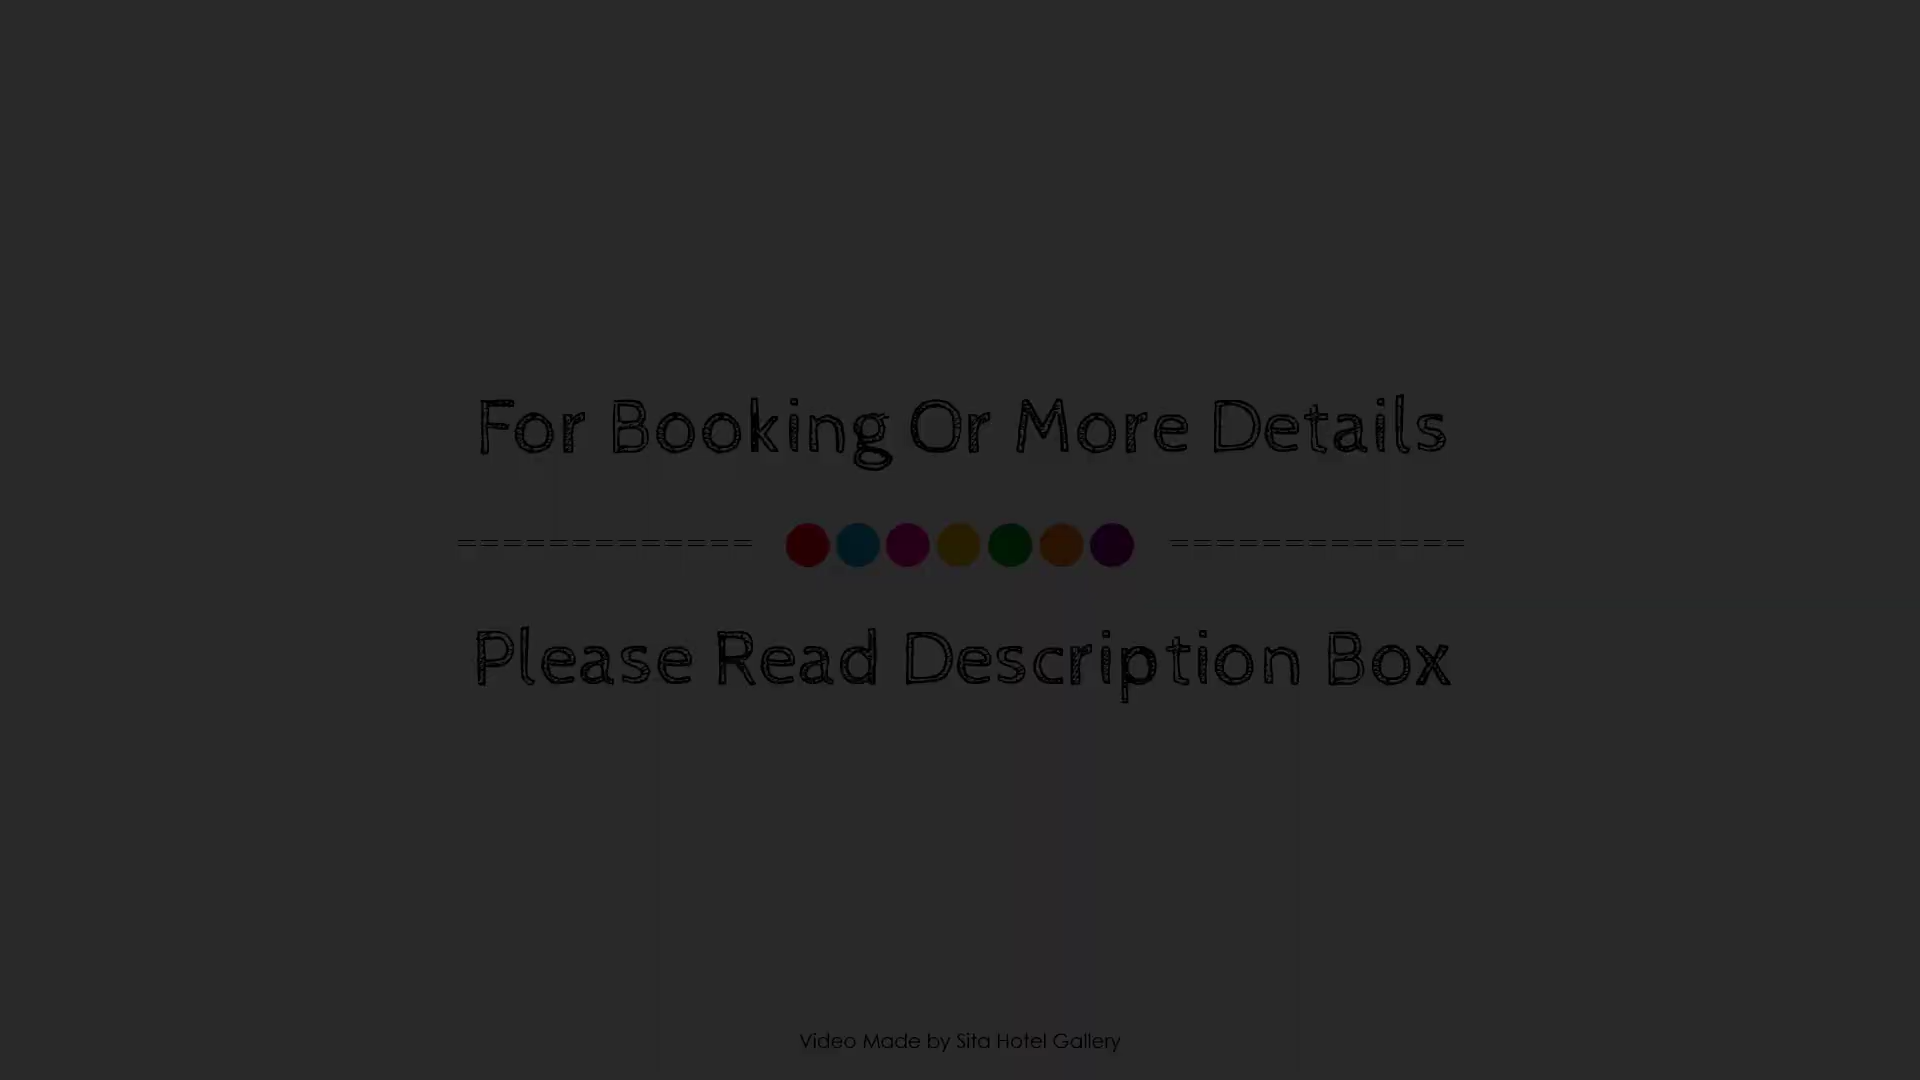 For Booking Or More Details
============= =============
Please Read Description Box
Video Made by Sita Hotel Gallery